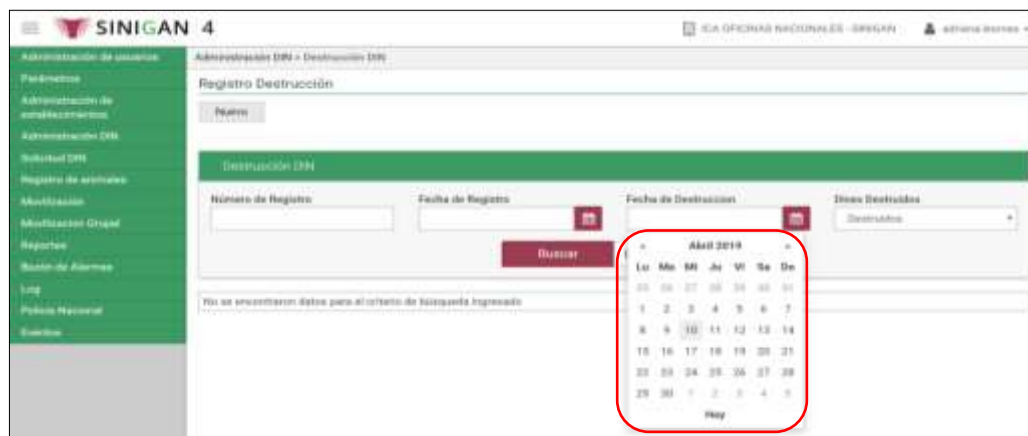 SINIGAN 4
ICA OFICINAS NACIONALES - SINIGAN
Administración de usuarios
Parámetros
Administración de
establecimientos
Administración DIN
Solicitud DIN
Registro de animales
Movilización
Movilización Grupal
Reportes
Buzón de Alarmas
Log
Policía Nacional
Eventos
Administración DIN > Destrucción DIN
Registro Destrucción
Nuevo
Destrucción DIN
Número de Registro
Fecha de Registro
Fecha de Destruccion
Dines Destruidos
Destruidos
Buscar
No se encontraron datos para el criterio de búsqueda ingresado
« Abril 2019 »
Lu Ma Mi Ju Vi Sa Do
25 26 27 28 29 30 31
1 2 3 4 5 6 7
8 9 10 11 12 13 14
15 16 17 18 19 20 21
22 23 24 25 26 27 28
29 30 1 2 3 4 5
Hoy